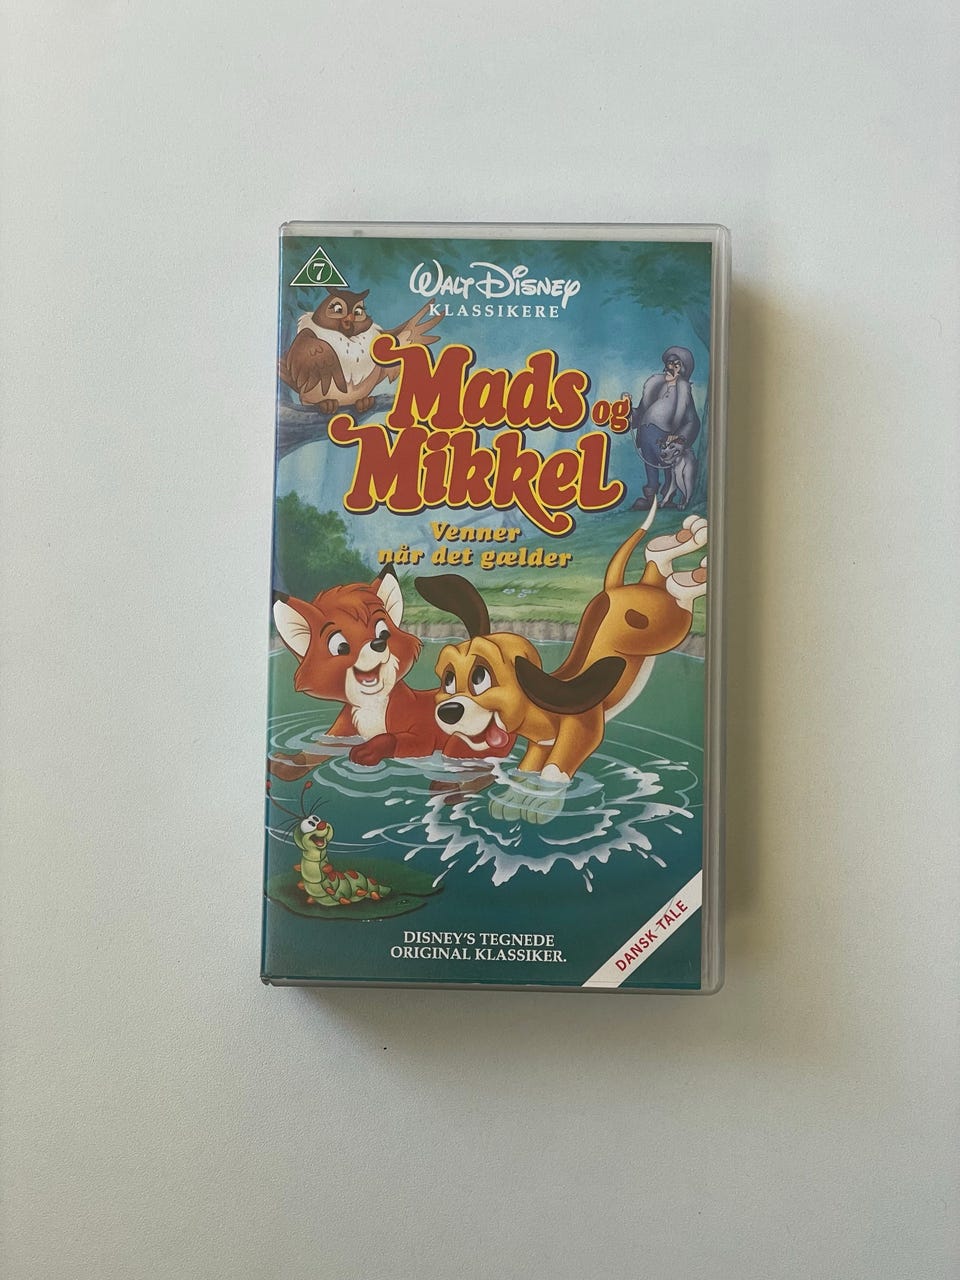 7
WALT DISNEY
KLASSIKERE
Mads og
Mikkel
Venner
når det gælder
DISNEY'S TEGNEDE
ORIGINAL KLASSIKER.
DANSK TALE